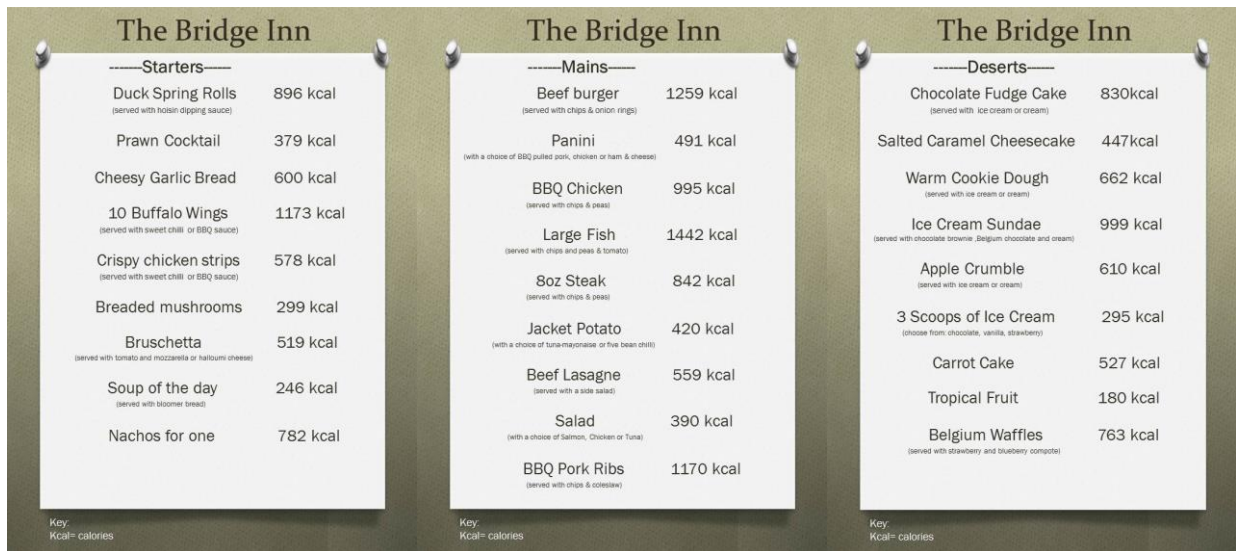 The Bridge Inn
-------Starters------
Duck Spring Rolls 896 kcal
(served with hoisin dipping sauce)
Prawn Cocktail 379 kcal
Cheesy Garlic Bread 600 kcal
10 Buffalo Wings 1173 kcal
(served with sweet chilli or BBQ sauce)
Crispy chicken strips 578 kcal
(served with sweet chilli or BBQ sauce)
Breaded mushrooms 299 kcal
Bruschetta 519 kcal
(served with tomato and mozzarella or halloumi cheese)
Soup of the day 246 kcal
(served with bloomer bread)
Nachos for one 782 kcal
Key:
Kcal= calories
The Bridge Inn
-------Mains------
Beef burger 1259 kcal
(served with chips & onion rings)
Panini 491 kcal
(with a choice of BBQ pulled pork, chicken or ham & cheese)
BBQ Chicken 995 kcal
(served with chips & peas)
Large Fish 1442 kcal
(served with chips and peas & tomato)
8oz Steak 842 kcal
(served with chips & peas)
Jacket Potato 420 kcal
(with a choice of tuna-mayonaise or five bean chilli)
Beef Lasagne 559 kcal
(served with a side salad)
Salad 390 kcal
(with a choice of Salmon, Chicken or Tuna)
BBQ Pork Ribs 1170 kcal
(served with chips & coleslaw)
Key:
Kcal= calories
The Bridge Inn
-------Deserts------
Chocolate Fudge Cake 830kcal
(served with ice cream or cream)
Salted Caramel Cheesecake 447kcal
Warm Cookie Dough 662 kcal
(served with ice cream or cream)
Ice Cream Sundae 999 kcal
(served with chocolate brownie ,Belgium chocolate and cream)
Apple Crumble 610 kcal
(served with ice cream or cream)
3 Scoops of Ice Cream 295 kcal
(choose from: chocolate, vanilla, strawberry)
Carrot Cake 527 kcal
Tropical Fruit 180 kcal
Belgium Waffles 763 kcal
(served with strawberry and blueberry compote)
Key:
Kcal= calories